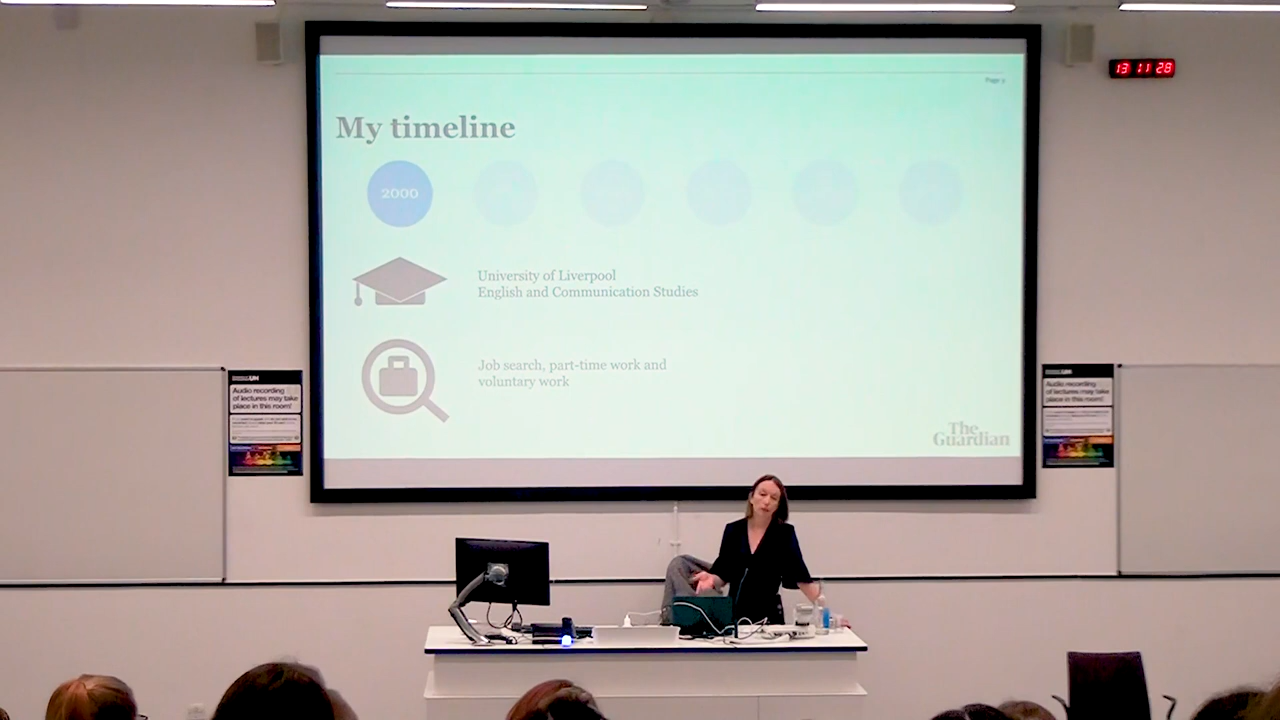 Page 2
13 11 28
My timeline
2000
University of Liverpool
English and Communication Studies
Job search, part-time work and
voluntary work
The
Guardian
Audio recording
of lectures may take
place in this room!
Audio recording
of lectures may take
place in this room!